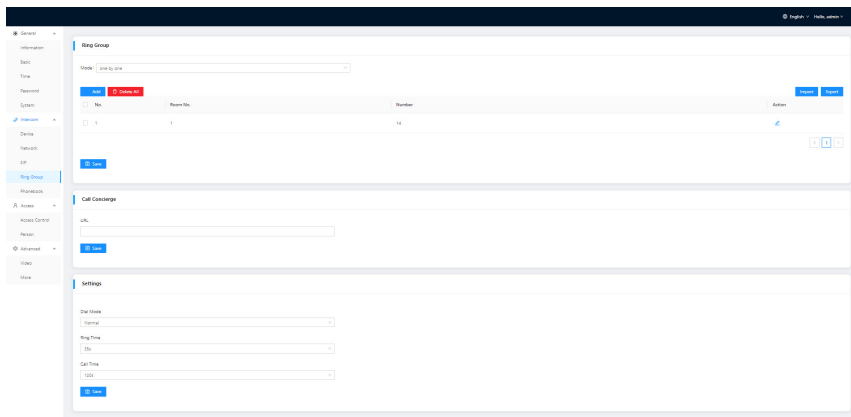 English Hello, admin
General
Information
Basic
Time
Password
System
Intercom
Device
Network
SIP
Ring Group
Phonebook
Access
Access Control
Person
Advanced
Video
More
Ring Group
Mode: one by one
Add Delete All Import Export
No. Room No. Number Action
1 1 14
1
Save
Call Concierge
URL
Save
Settings
Dial Mode
Normal
Ring Time
35s
Call Time
120s
Save